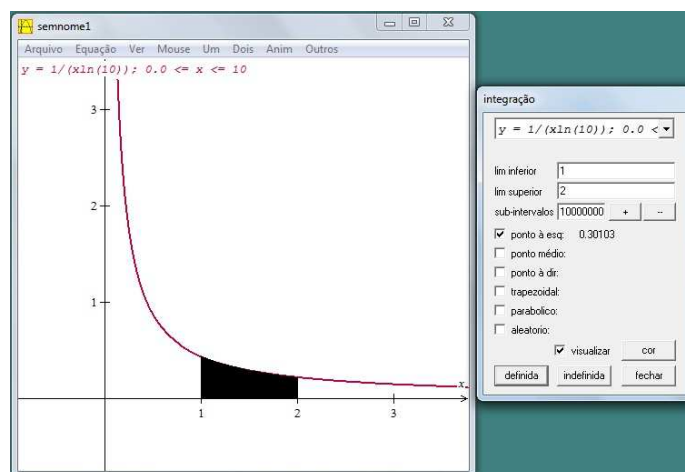 semnome1
Arquivo Equação Ver Mouse Um Dois Anim Outros
y = 1/(xln(10)); 0.0 <= x <= 10
3
2
1
1 2 3
x
integração
y = 1/(xln(10)); 0.0 <
lim inferior 1
lim superior 2
sub-intervalos 10000000 + --
ponto à esq: 0.30103
ponto médio:
ponto à dir:
trapezoidal:
parabolico:
aleatorio:
visualizar cor
definida indefinida fechar